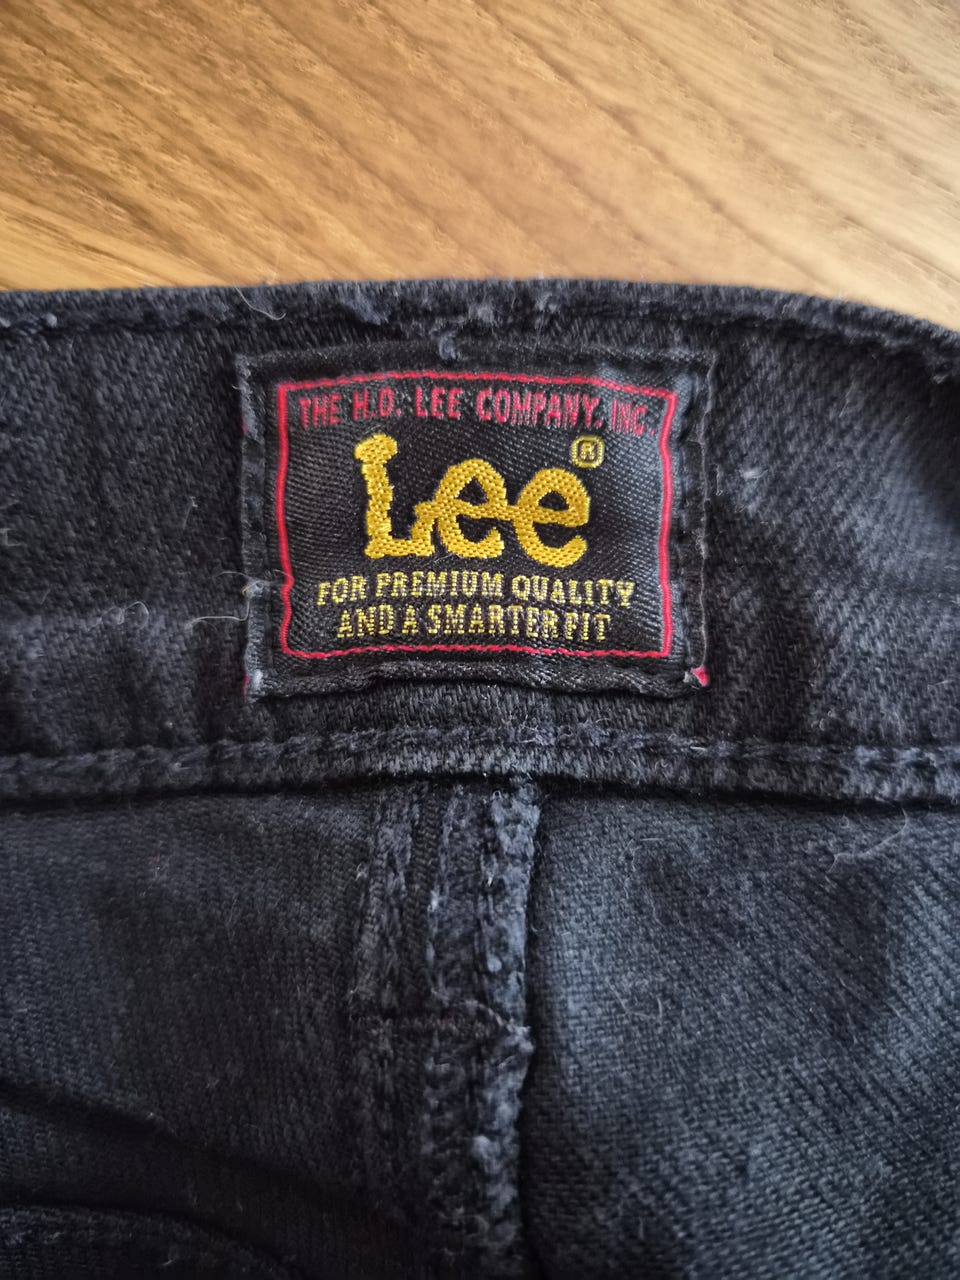 THE H.D. LEE COMPANY. INC.
Lee®
FOR PREMIUM QUALITY
AND A SMARTER FIT